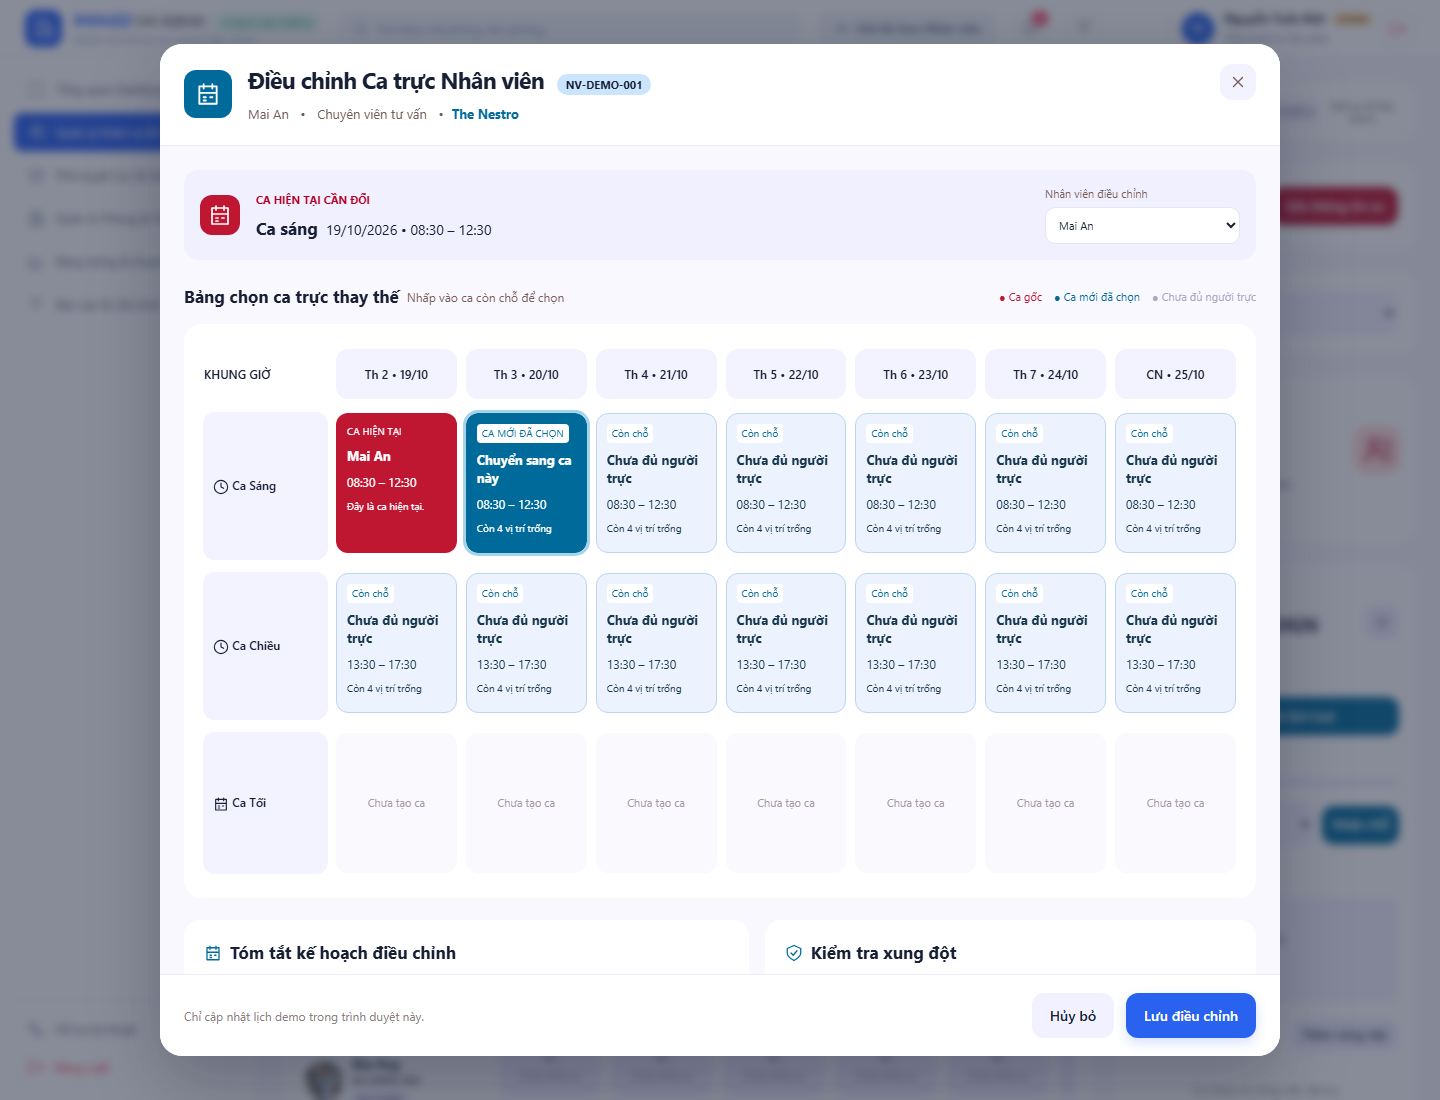 Điều chỉnh Ca trực Nhân viên NV-DEMO-001
Mai An • Chuyên viên tư vấn • The Nestro
CA HIỆN TẠI CẦN ĐỔI
Ca sáng 19/10/2026 • 08:30 – 12:30
Nhân viên điều chỉnh
Mai An
Bảng chọn ca trực thay thế Nhấp vào ca còn chỗ để chọn
● Ca gốc ● Ca mới đã chọn ● Chưa đủ người trực
KHUNG GIỜ
Th 2 • 19/10
Th 3 • 20/10
Th 4 • 21/10
Th 5 • 22/10
Th 6 • 23/10
Th 7 • 24/10
CN • 25/10
Ca Sáng
CA HIỆN TẠI
Mai An
08:30 – 12:30
Đây là ca hiện tại.
CA MỚI ĐÃ CHỌN
Chuyển sang ca
này
08:30 – 12:30
Còn 4 vị trí trống
Còn chỗ
Chưa đủ người
trực
08:30 – 12:30
Còn 4 vị trí trống
Còn chỗ
Chưa đủ người
trực
08:30 – 12:30
Còn 4 vị trí trống
Còn chỗ
Chưa đủ người
trực
08:30 – 12:30
Còn 4 vị trí trống
Còn chỗ
Chưa đủ người
trực
08:30 – 12:30
Còn 4 vị trí trống
Còn chỗ
Chưa đủ người
trực
08:30 – 12:30
Còn 4 vị trí trống
Ca Chiều
Còn chỗ
Chưa đủ người
trực
13:30 – 17:30
Còn 4 vị trí trống
Còn chỗ
Chưa đủ người
trực
13:30 – 17:30
Còn 4 vị trí trống
Còn chỗ
Chưa đủ người
trực
13:30 – 17:30
Còn 4 vị trí trống
Còn chỗ
Chưa đủ người
trực
13:30 – 17:30
Còn 4 vị trí trống
Còn chỗ
Chưa đủ người
trực
13:30 – 17:30
Còn 4 vị trí trống
Còn chỗ
Chưa đủ người
trực
13:30 – 17:30
Còn 4 vị trí trống
Còn chỗ
Chưa đủ người
trực
13:30 – 17:30
Còn 4 vị trí trống
Ca Tối
Chưa tạo ca
Chưa tạo ca
Chưa tạo ca
Chưa tạo ca
Chưa tạo ca
Chưa tạo ca
Chưa tạo ca
Tóm tắt kế hoạch điều chỉnh
Kiểm tra xung đột
Chỉ cập nhật lịch demo trong trình duyệt này.
Hủy bỏ
Lưu điều chỉnh